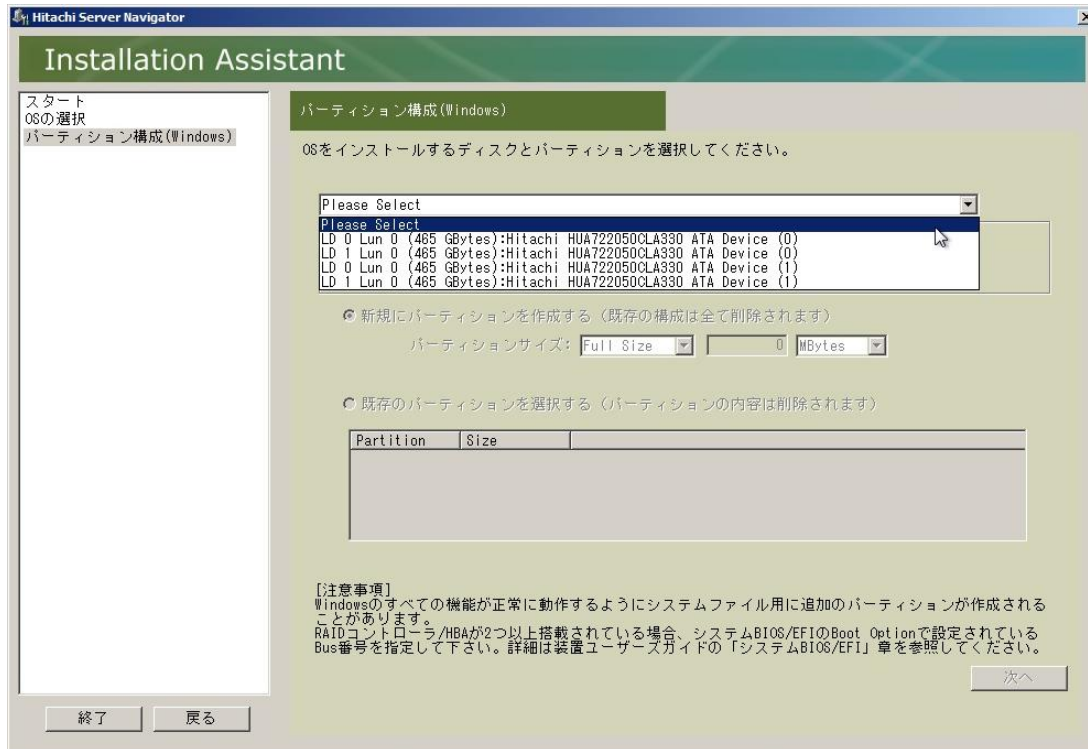 Hitachi Server Navigator
Installation Assistant
スタート
OSの選択
パーティション構成(Windows)
パーティション構成(Windows)
OSをインストールするディスクとパーティションを選択してください。
Please Select
Please Select
LD 0 Lun 0 (465 GBytes):Hitachi HUA722050CLA330 ATA Device (0)
LD 1 Lun 0 (465 GBytes):Hitachi HUA722050CLA330 ATA Device (0)
LD 0 Lun 0 (465 GBytes):Hitachi HUA722050CLA330 ATA Device (1)
LD 1 Lun 0 (465 GBytes):Hitachi HUA722050CLA330 ATA Device (1)
新規にパーティションを作成する（既存の構成は全て削除されます）
パーティションサイズ: Full Size 0 MBytes
既存のパーティションを選択する（パーティションの内容は削除されます）
Partition Size
[注意事項]
Windowsのすべての機能が正常に動作するようにシステムファイル用に追加のパーティションが作成される
ことがあります。
RAIDコントローラ/HBAが2つ以上搭載されている場合、システムBIOS/EFIのBoot Optionで設定されている
Bus番号を指定して下さい。詳細は装置ユーザーズガイドの「システムBIOS/EFI」章を参照してください。
次へ
終了 戻る